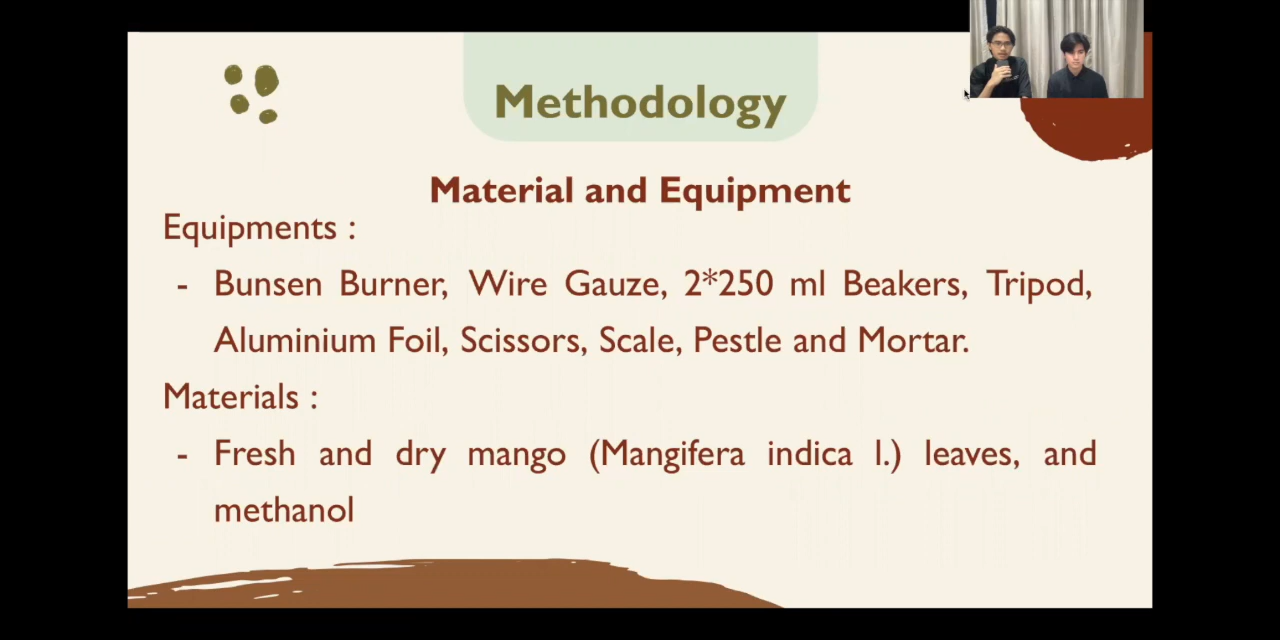 Methodology
Material and Equipment
Equipments :
- Bunsen Burner, Wire Gauze, 2*250 ml Beakers, Tripod,
Aluminium Foil, Scissors, Scale, Pestle and Mortar.
Materials :
- Fresh and dry mango (Mangifera indica l.) leaves, and
methanol